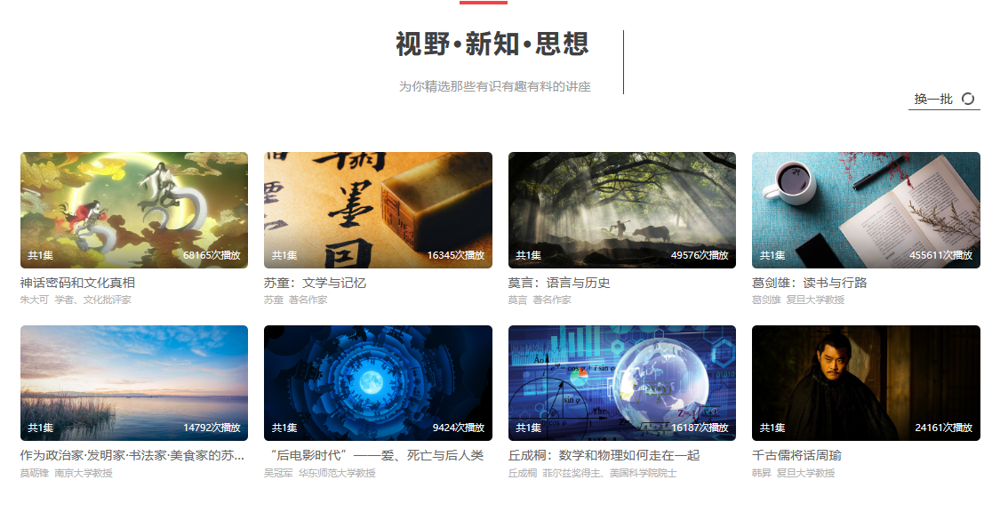 视野·新知·思想
为你精选那些有识有趣有料的讲座
换一批
共1集 68165次播放
共1集 16345次播放
共1集 49576次播放
共1集 455611次播放
神话密码和文化真相
朱大可 学者、文化批评家
苏童：文学与记忆
苏童 著名作家
莫言：语言与历史
莫言 著名作家
葛剑雄：读书与行路
葛剑雄 复旦大学教授
共1集 14792次播放
共1集 9424次播放
共1集 16187次播放
共1集 24161次播放
作为政治家·发明家·书法家·美食家的苏...
莫砺锋 南京大学教授
“后电影时代”——爱、死亡与后人类
吴冠军 华东师范大学教授
丘成桐：数学和物理如何走在一起
丘成桐 菲尔兹奖得主、美国科学院院士
千古儒将话周瑜
韩昇 复旦大学教授